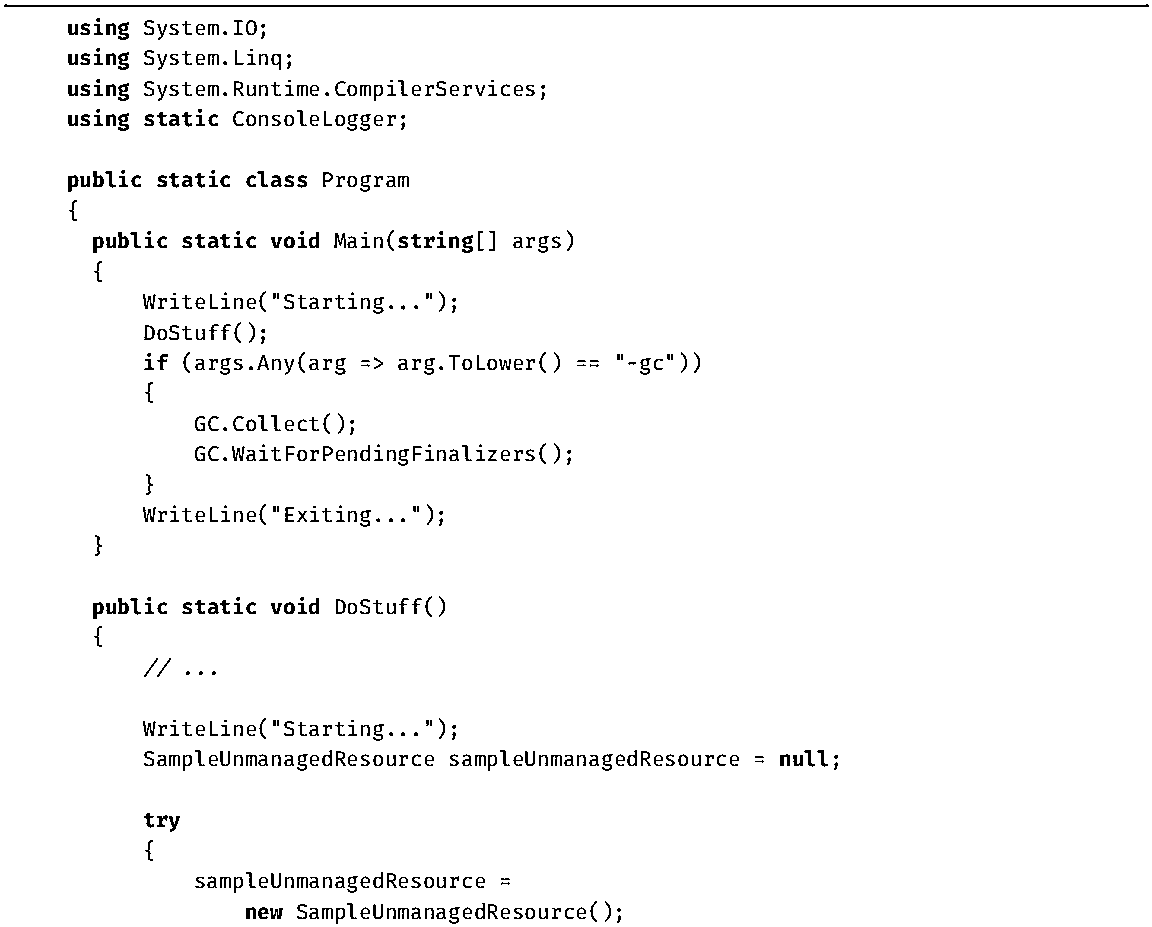 using System.IO;
using System.Linq;
using System.Runtime.CompilerServices;
using static ConsoleLogger;

public static class Program
{
  public static void Main(string[] args)
  {
      WriteLine("Starting...");
      DoStuff();
      if (args.Any(arg => arg.ToLower() == "-gc"))
      {
          GC.Collect();
          GC.WaitForPendingFinalizers();
      }
      WriteLine("Exiting...");
  }

  public static void DoStuff()
  {
      // ...

      WriteLine("Starting...");
      SampleUnmanagedResource sampleUnmanagedResource = null;

      try
      {
          sampleUnmanagedResource =
              new SampleUnmanagedResource();